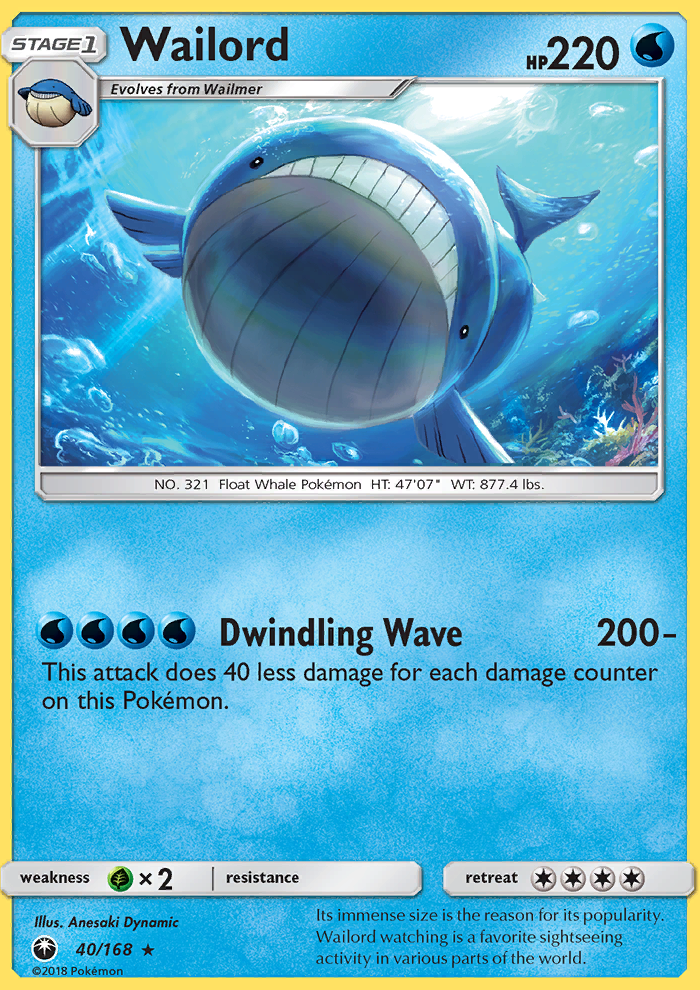 STAGE1
Wailord
HP220
Evolves from Wailmer
NO. 321 Float Whale Pokémon HT: 47'07" WT: 877.4 lbs.
Dwindling Wave 200-
This attack does 40 less damage for each damage counter
on this Pokémon.
weakness ×2 resistance retreat
Illus. Anesaki Dynamic
40/168 ★
©2018 Pokémon
Its immense size is the reason for its popularity.
Wailord watching is a favorite sightseeing
activity in various parts of the world.